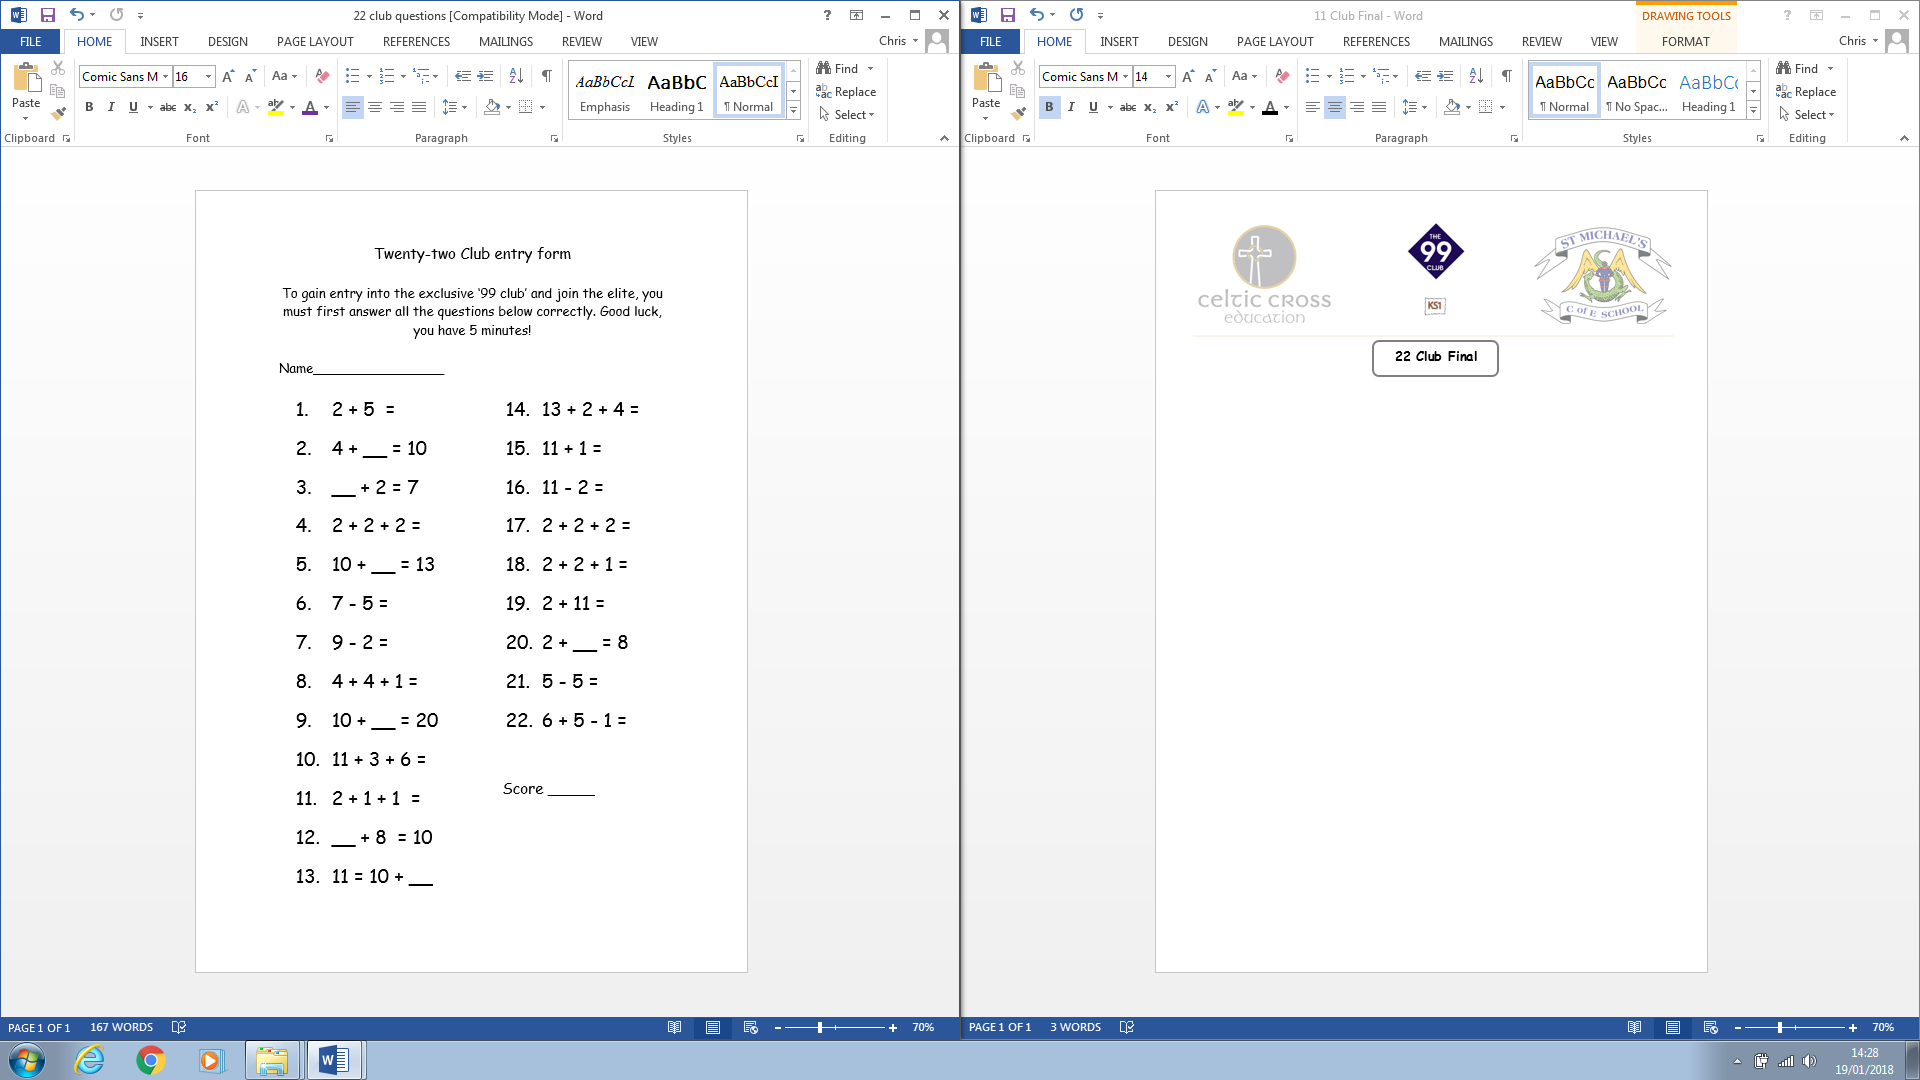 22 club questions [Compatibility Mode] - Word
FILE HOME INSERT DESIGN PAGE LAYOUT REFERENCES MAILINGS REVIEW VIEW Chris
Paste
Comic Sans M 16
Aa
B I U abc x₂ x²
AaBbCcI AaBbC AaBbCcI
Emphasis Heading 1 ¶ Normal
Find
Replace
Select
Clipboard Font Paragraph Styles Editing
Twenty-two Club entry form
To gain entry into the exclusive ‘99 club’ and join the elite, you
must first answer all the questions below correctly. Good luck,
you have 5 minutes!
Name__________________
1. 2 + 5 =
2. 4 + __ = 10
3. __ + 2 = 7
4. 2 + 2 + 2 =
5. 10 + __ = 13
6. 7 - 5 =
7. 9 - 2 =
8. 4 + 4 + 1 =
9. 10 + __ = 20
10. 11 + 3 + 6 =
11. 2 + 1 + 1 =
12. __ + 8 = 10
13. 11 = 10 + __
14. 13 + 2 + 4 =
15. 11 + 1 =
16. 11 - 2 =
17. 2 + 2 + 2 =
18. 2 + 2 + 1 =
19. 2 + 11 =
20. 2 + __ = 8
21. 5 - 5 =
22. 6 + 5 - 1 =
Score _____
PAGE 1 OF 1 167 WORDS 70%
11 Club Final - Word
DRAWING TOOLS
FILE HOME INSERT DESIGN PAGE LAYOUT REFERENCES MAILINGS REVIEW VIEW FORMAT Chris
Paste
Comic Sans M 14
Aa
B I U abc x₂ x²
AaBbCc AaBbCc AaBbCc
¶ Normal ¶ No Spac... Heading 1
Find
Replace
Select
Clipboard Font Paragraph Styles Editing
celtic cross
education
THE
99
CLUB
KS1
ST MICHAEL'S
C of E SCHOOL
22 Club Final
PAGE 1 OF 1 3 WORDS 70%
14:28
19/01/2018